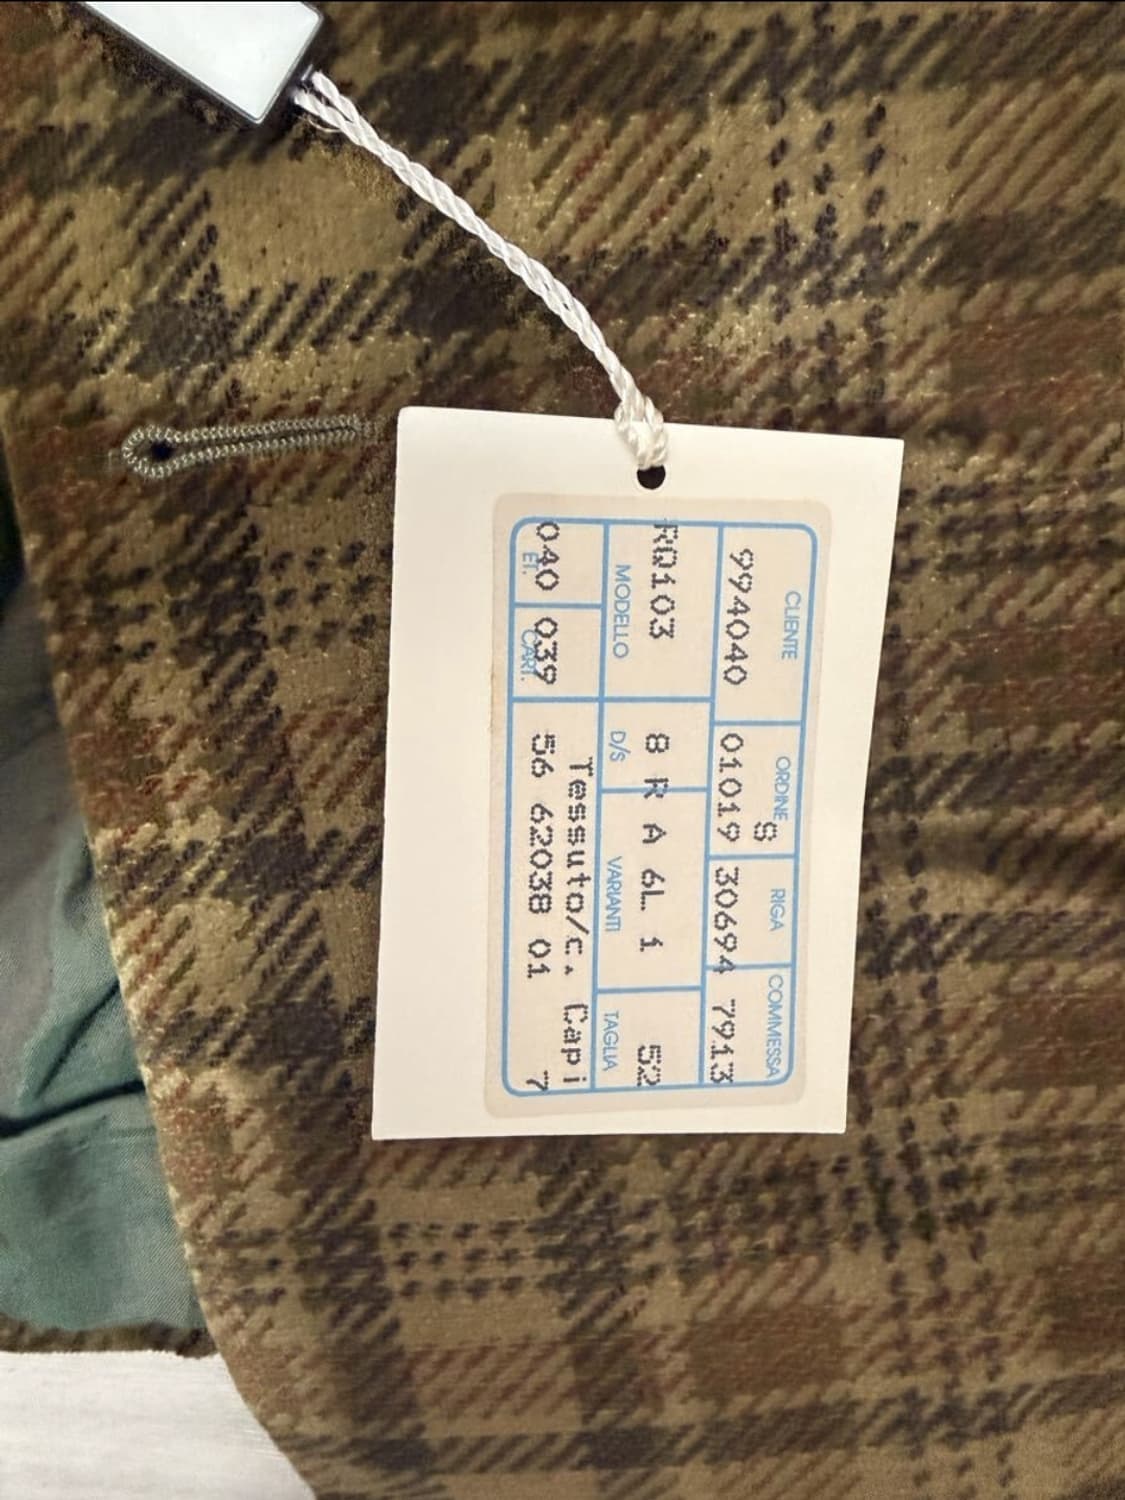 CLIENTE ORDINE RIGA COMMESSA
S
994040 01019 30694 7913
RQ103 8 R A 6L 1 52
MODELLO D/S VARIANTI TAGLIA
Tessuto/c. Capi
040 039 56 62038 01 7
ET. CART.